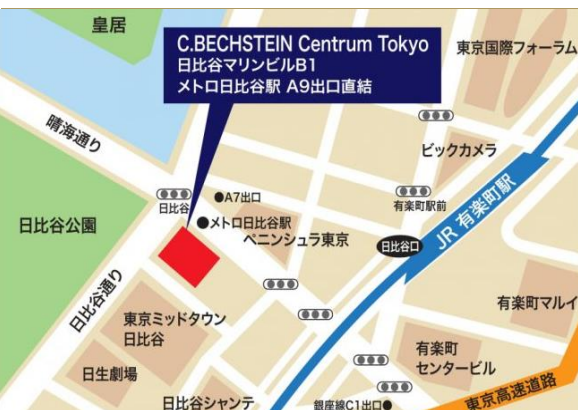 皇居
C.BECHSTEIN Centrum Tokyo
日比谷マリンビルB1
メトロ日比谷駅 A9出口直結
東京国際フォーラム
晴海通り
ビックカメラ
日比谷
●A7出口
有楽町駅前
JR 有楽町駅
日比谷公園
●メトロ日比谷駅
ペニンシュラ東京
日比谷口
日比谷通り
東京ミッドタウン
日比谷
有楽町マルイ
有楽町
センタービル
日生劇場
日比谷シャンテ
銀座線C1出口●
東京高速道路